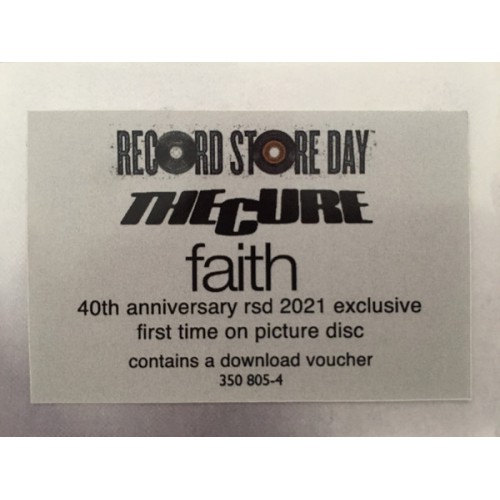 RECORD STORE DAY
THE CURE
faith
40th anniversary rsd 2021 exclusive
first time on picture disc
contains a download voucher
350 805-4